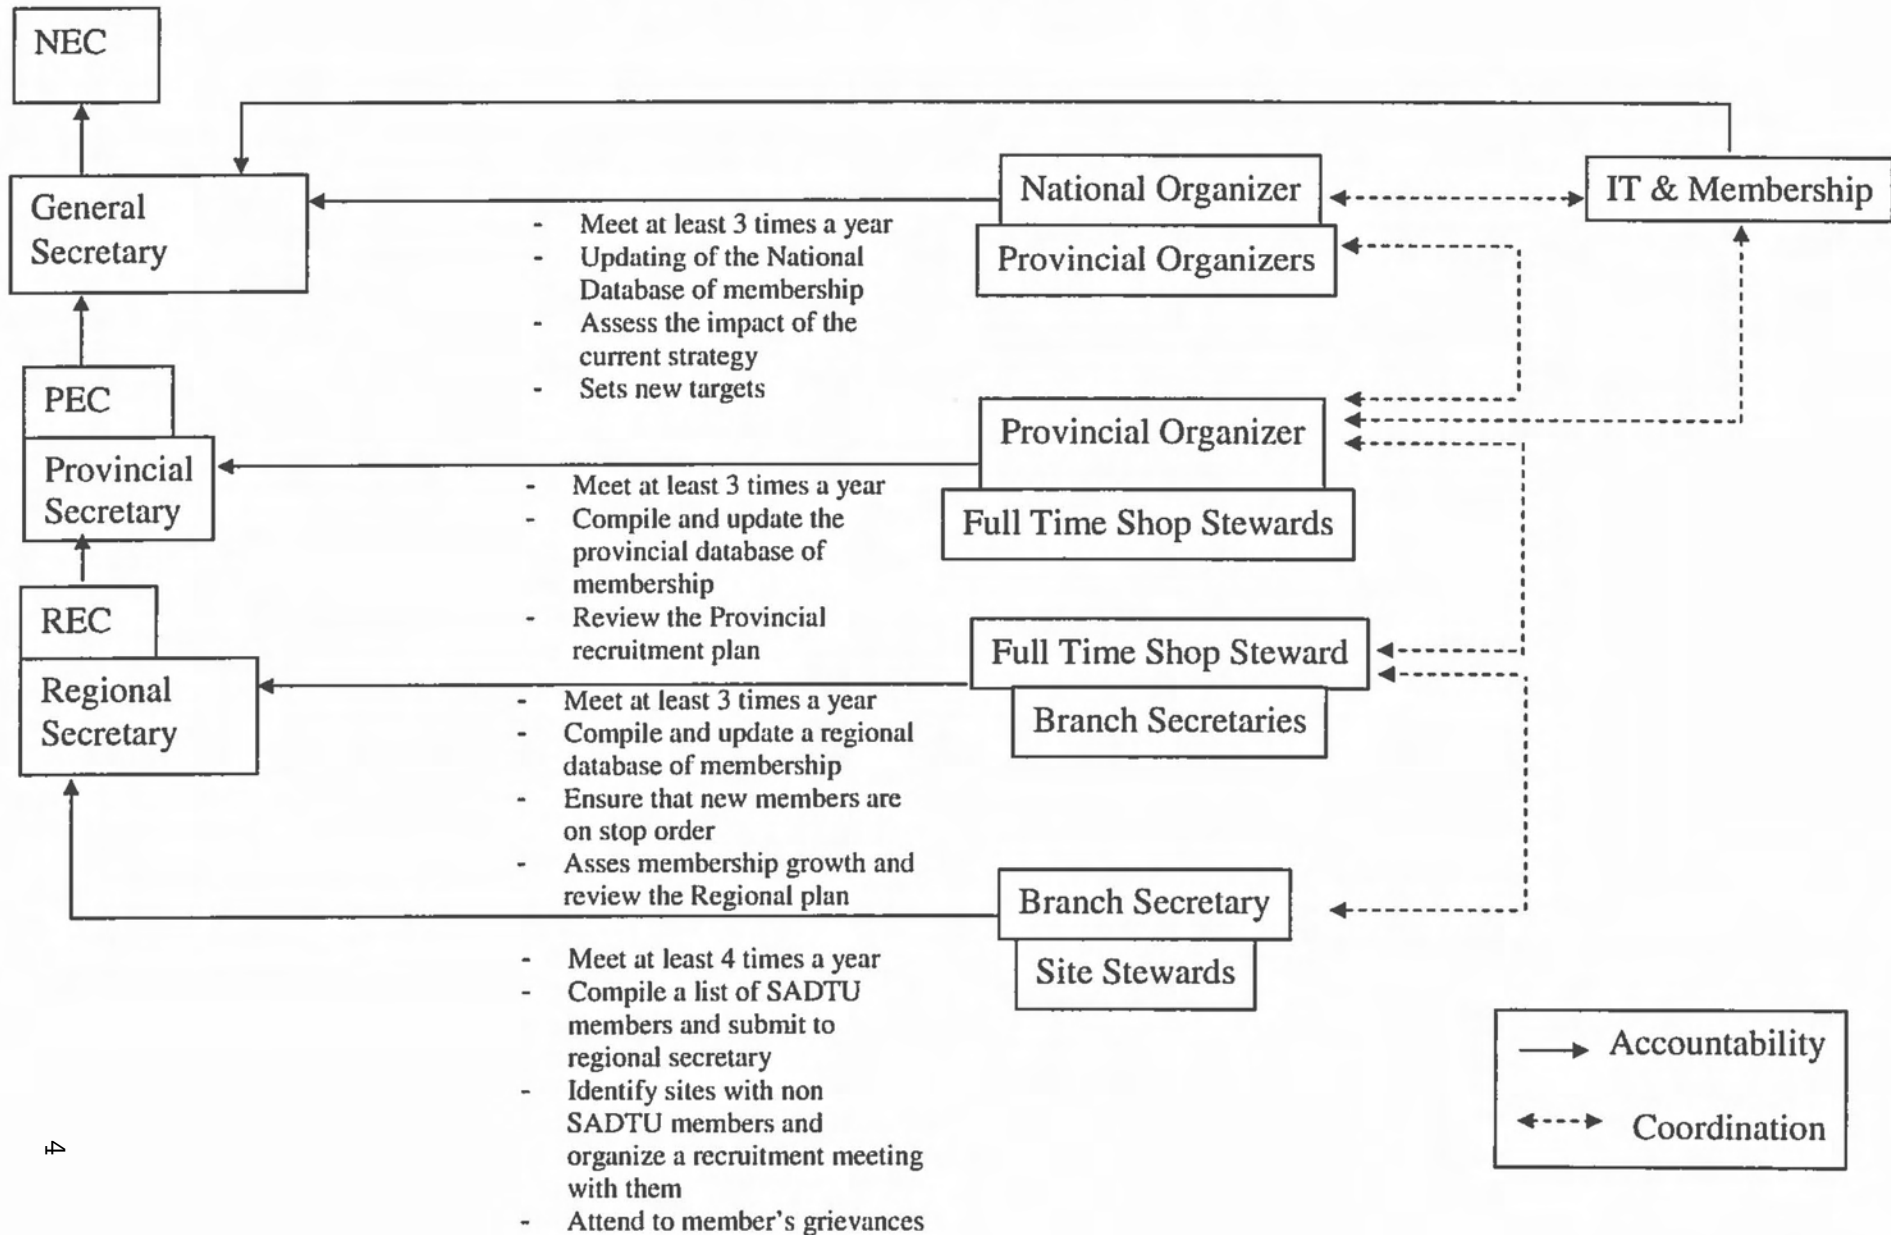 NEC
General
Secretary
National Organizer
Provincial Organizers
IT & Membership
- Meet at least 3 times a year
- Updating of the National
Database of membership
- Assess the impact of the
current strategy
- Sets new targets
PEC
Provincial
Secretary
Provincial Organizer
Full Time Shop Stewards
- Meet at least 3 times a year
- Compile and update the
provincial database of
membership
- Review the Provincial
recruitment plan
REC
Regional
Secretary
Full Time Shop Steward
Branch Secretaries
- Meet at least 3 times a year
- Compile and update a regional
database of membership
- Ensure that new members are
on stop order
- Asses membership growth and
review the Regional plan
Branch Secretary
Site Stewards
- Meet at least 4 times a year
- Compile a list of SADTU
members and submit to
regional secretary
- Identify sites with non
SADTU members and
organize a recruitment meeting
with them
- Attend to member's grievances
Accountability
Coordination
4